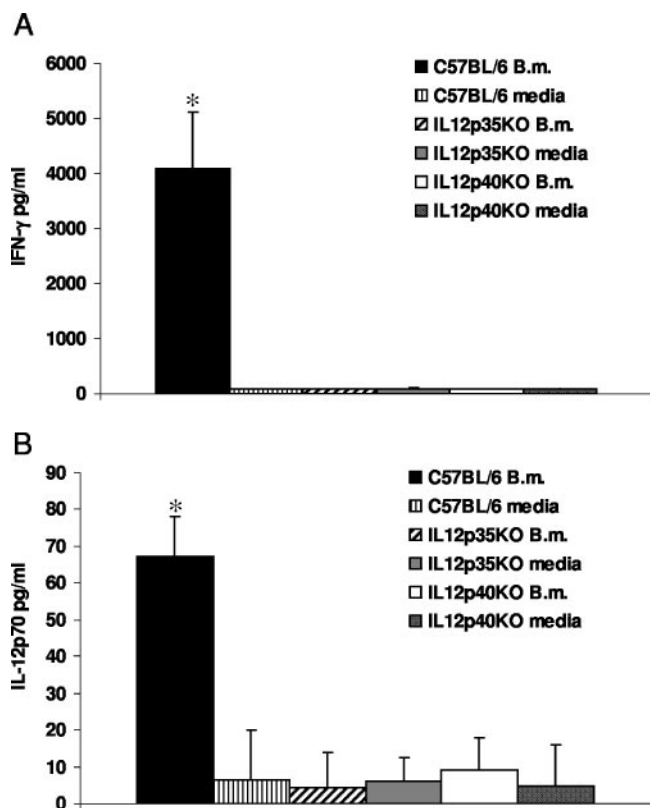 A
6000
5000
4000
3000
2000
1000
0
IFN-γ pg/ml
*
C57BL/6 B.m.
C57BL/6 media
IL12p35KO B.m.
IL12p35KO media
IL12p40KO B.m.
IL12p40KO media
B
90
80
70
60
50
40
30
20
10
0
IL-12p70 pg/ml
*
C57BL/6 B.m.
C57BL/6 media
IL12p35KO B.m.
IL12p35KO media
IL12p40KO B.m.
IL12p40KO media